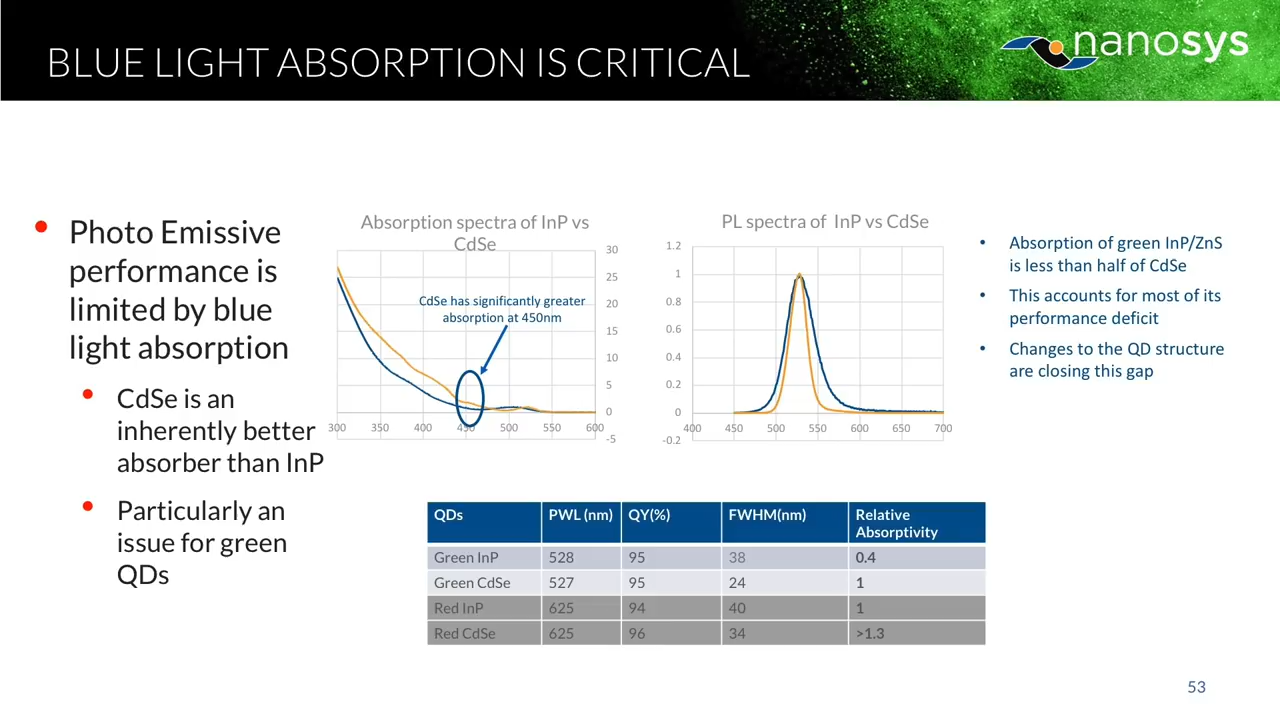 BLUE LIGHT ABSORPTION IS CRITICAL
nanosys
Photo Emissive
performance is
limited by blue
light absorption
CdSe is an
inherently better
absorber than InP
Particularly an
issue for green
QDs
Absorption spectra of InP vs
CdSe
30
25
20
15
10
5
0
-5
CdSe has significantly greater
absorption at 450nm
300 350 400 450 500 550 600
PL spectra of InP vs CdSe
1.2
1
0.8
0.6
0.4
0.2
0
-0.2
400 450 500 550 600 650 700
• Absorption of green InP/ZnS
is less than half of CdSe
• This accounts for most of its
performance deficit
• Changes to the QD structure
are closing this gap
QDs PWL (nm) QY(%) FWHM(nm) Relative
Absorptivity
Green InP 528 95 38 0.4
Green CdSe 527 95 24 1
Red InP 625 94 40 1
Red CdSe 625 96 34 >1.3
53